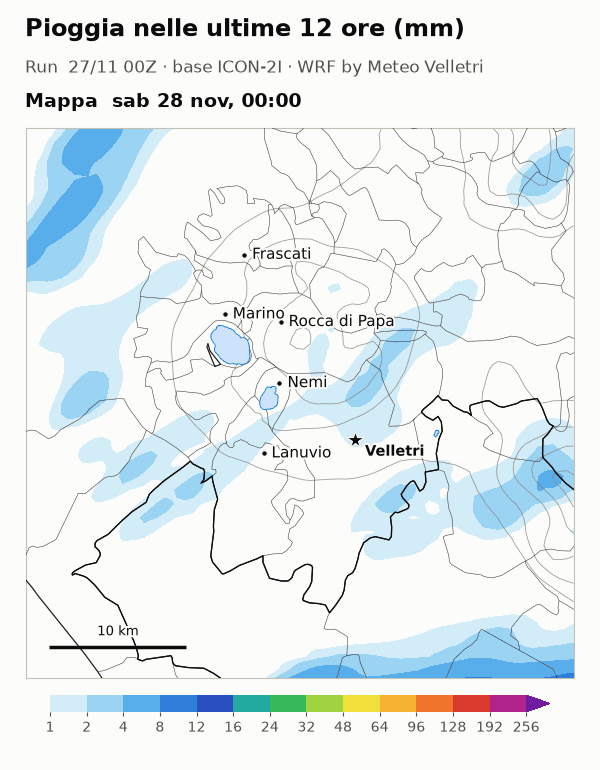 Pioggia nelle ultime 12 ore (mm)
Run  27/11 00Z · base ICON-2I · WRF by Meteo Velletri
Mappa  sab 28 nov, 00:00
Frascati
Marino
Rocca di Papa
Nemi
Velletri
Lanuvio
10 km
1 2 4 8 12 16 24 32 48 64 96 128 192 256